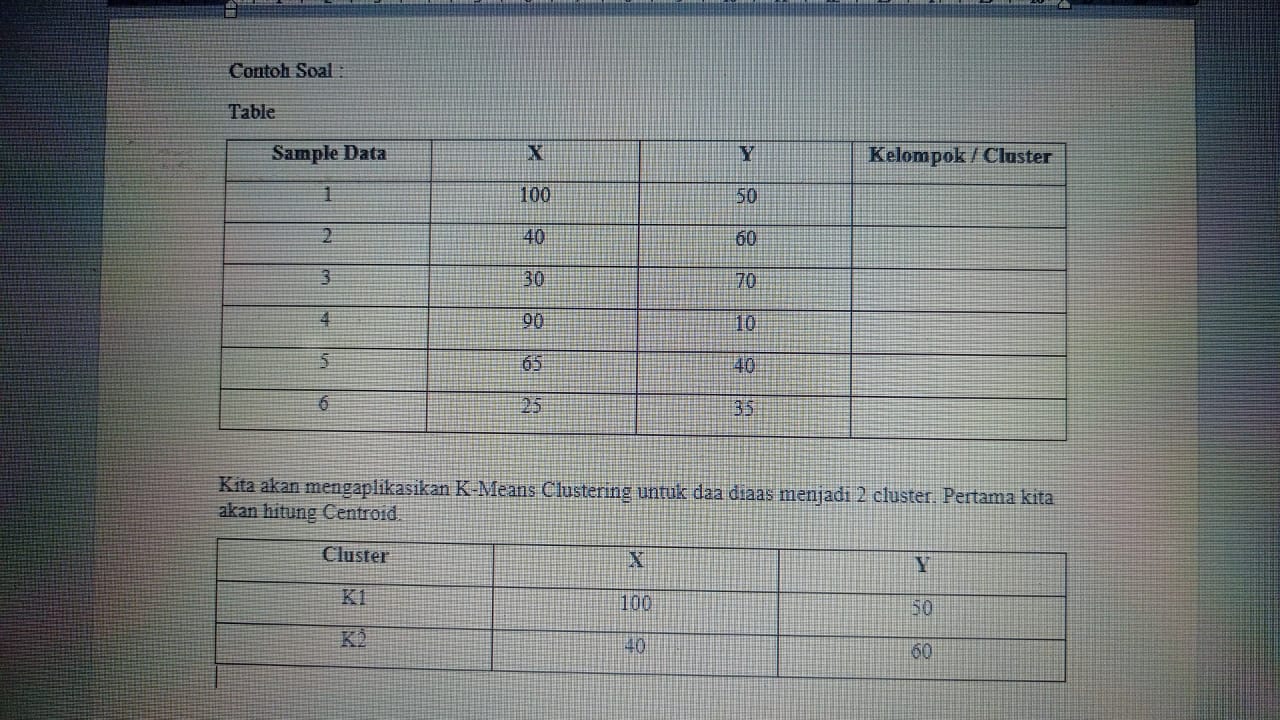 Contoh Soal :
Table
Sample Data X Y Kelompok / Cluster
1 100 50
2 40 60
3 30 70
4 90 10
5 65 40
6 25 35
Kita akan mengaplikasikan K-Means Clustering untuk daa diaas menjadi 2 cluster. Pertama kita
akan hitung Centroid.
Cluster X Y
K1 100 50
K2 40 60